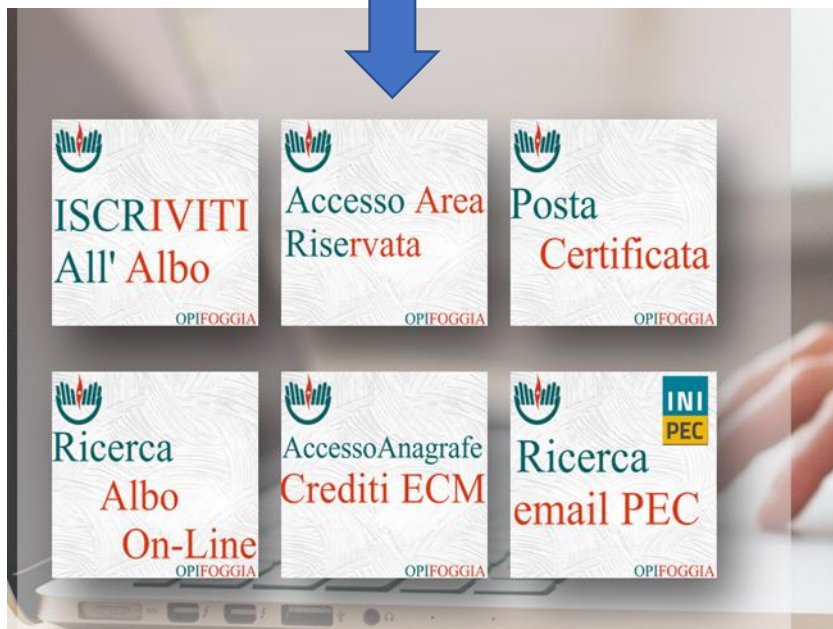 ISCRIVITI
All' Albo
OPIFOGGIA
Accesso Area
Riservata
OPIFOGGIA
Posta
Certificata
OPIFOGGIA
Ricerca
Albo
On-Line
OPIFOGGIA
AccessoAnagrafe
Crediti ECM
OPIFOGGIA
INI
PEC
Ricerca
email PEC
OPIFOGGIA